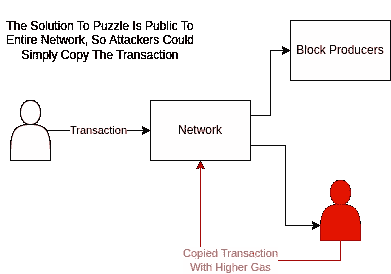 The Solution To Puzzle Is Public To
Entire Network, So Attackers Could
Simply Copy The Transaction
Block Producers
Transaction
Network
Copied Transaction
With Higher Gas